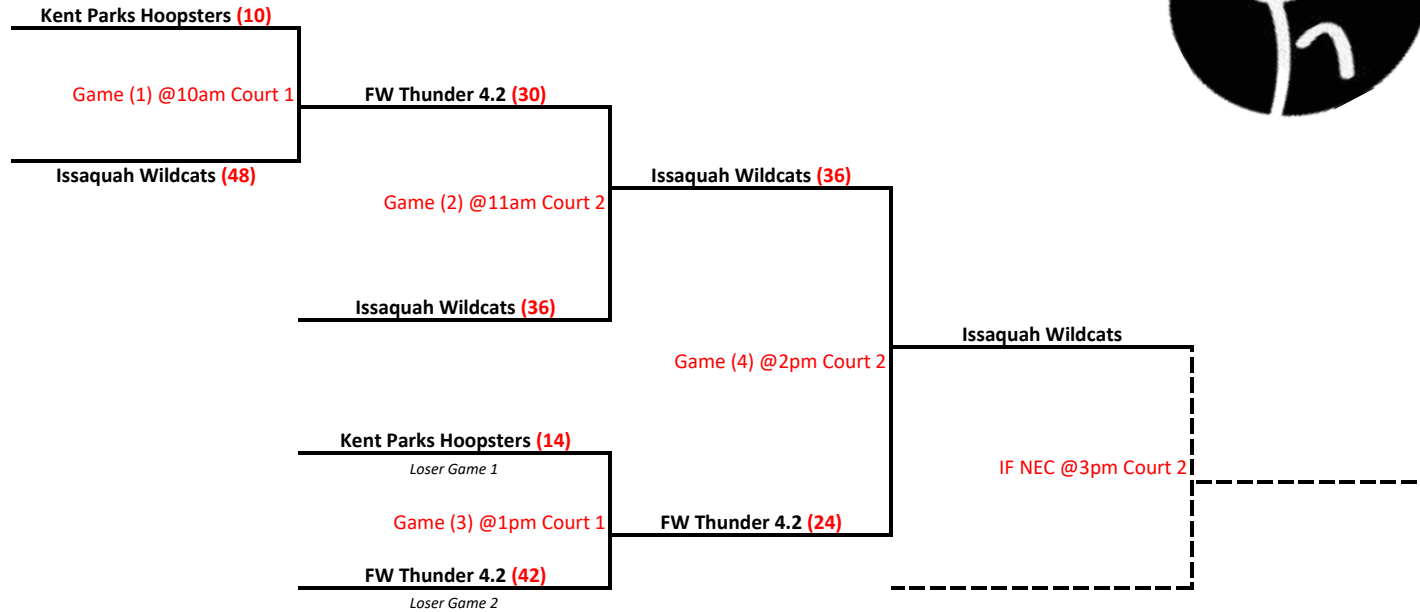 Kent Parks Hoopsters (10)
Game (1) @10am Court 1
FW Thunder 4.2 (30)
Issaquah Wildcats (48)
Issaquah Wildcats (36)
Game (2) @11am Court 2
Issaquah Wildcats (36)
Issaquah Wildcats
Game (4) @2pm Court 2
Kent Parks Hoopsters (14)
Loser Game 1
IF NEC @3pm Court 2
Game (3) @1pm Court 1
FW Thunder 4.2 (24)
FW Thunder 4.2 (42)
Loser Game 2